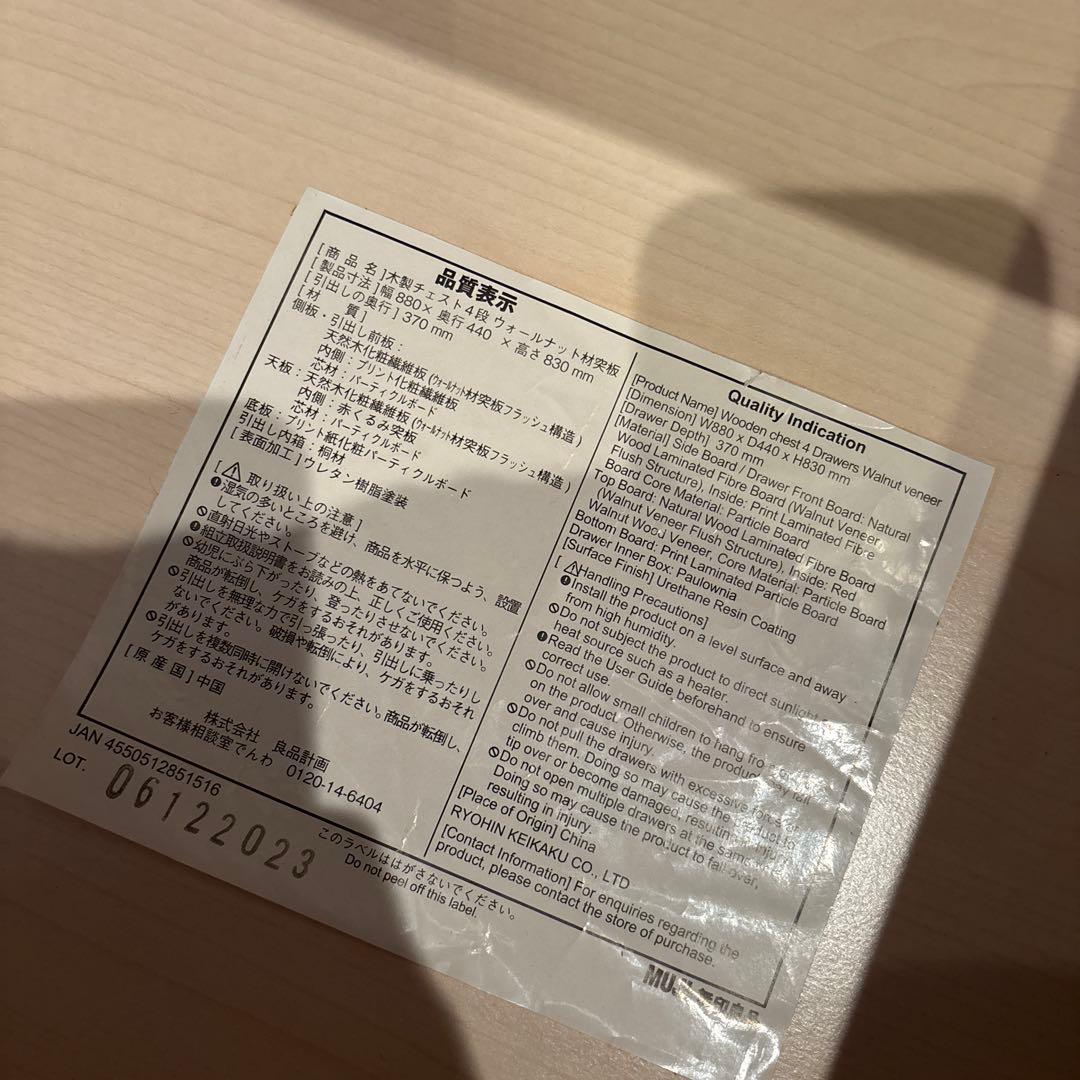 品質表示
[商品名]木製チェスト4段 ウォールナット材突板
[製品寸法]幅880×奥行440×高さ830mm
[引出しの奥行]370mm
[材質]
側板・引出し前板:
天然木化粧繊維板(ウォールナット材突板フラッシュ構造)
内側:プリント化粧繊維板
芯材:パーティクルボード
天板:天然木化粧繊維板(ウォールナット材突板フラッシュ構造)
内側:赤くるみ突板
芯材:パーティクルボード
底板:プリント紙化粧パーティクルボード
引出し内箱:桐材
[表面加工]ウレタン樹脂塗装
[⚠取り扱い上の注意]
湿気の多いところを避け、商品を水平に保つよう、設置
してください。
直射日光やストーブなどの熱をあてないでください。
組立取扱説明書をお読みの上、正しくご使用ください。
幼児にぶら下がったり、登ったりさせないでください。
商品が転倒し、ケガをするおそれがあります。
引出しを無理な力で引っ張ったり、引出しに乗ったりし
ないでください。破損や転倒により、ケガをするおそれ
があります。
引出しを複数同時に開けないでください。商品が転倒し、
ケガをするおそれがあります。
[原産国]中国
株式会社 良品計画
お客様相談室でんわ 0120-14-6404
Quality Indication
[Product Name] Wooden chest 4 Drawers Walnut veneer
[Dimension] W880 x D440 x H830 mm
[Drawer Depth] 370 mm
[Material] Side Board / Drawer Front Board: Natural
Wood Laminated Fibre Board (Walnut Veneer
Flush Structure), Inside: Print Laminated Fibre
Board Core Material: Particle Board
Top Board: Natural Wood Laminated Fibre Board
(Walnut Veneer Flush Structure), Inside: Red
Walnut Wood Veneer, Core Material: Particle Board
Bottom Board: Print Laminated Particle Board
Drawer Inner Box: Paulownia
[Surface Finish] Urethane Resin Coating
[⚠Handling Precautions]
Install the product on a level surface and away
from high humidity.
Do not subject the product to direct sunlight
heat source such as a heater.
Read the User Guide beforehand to ensure
correct use.
Do not allow small children to hang
on the product. Otherwise, the product may fall
over and cause injury.
Do not pull the drawers with excessive
climb them. Doing so may cause the product to
tip over or become damaged, resulting
Do not open multiple drawers at the same
Doing so may cause the product to fall over,
resulting in injury.
[Place of Origin] China
RYOHIN KEIKAKU CO., LTD
[Contact Information] For enquiries regarding the
product, please contact the store of purchase.
JAN 4550512851516
LOT. 06122023
このラベルははがさないでください。
Do not peel off this label.
MUJI 無印良品